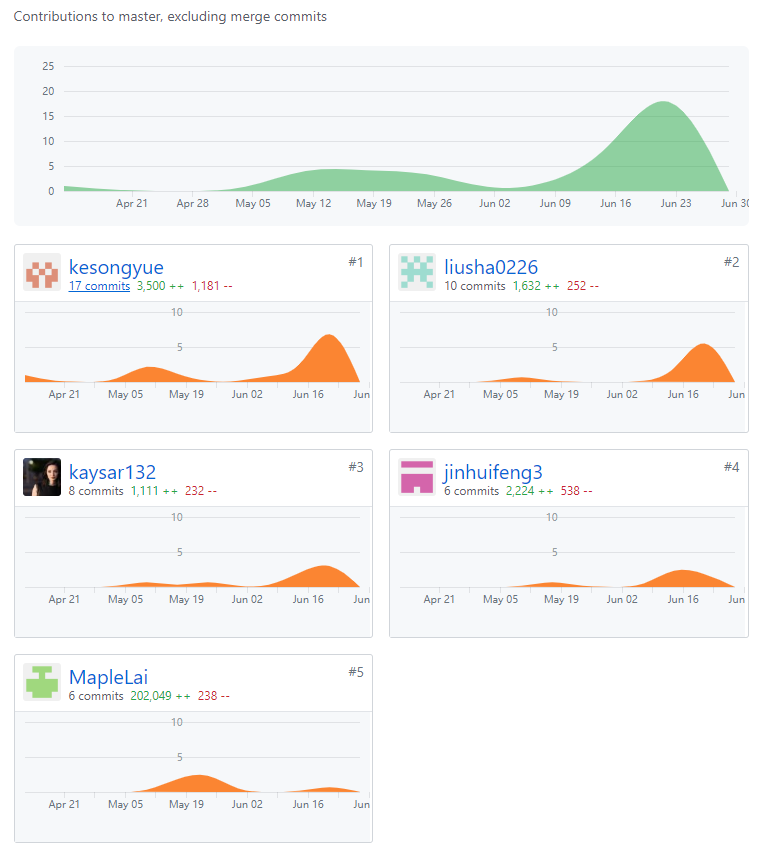 Contributions to master, excluding merge commits
25
20
15
10
5
0
Apr 21 Apr 28 May 05 May 12 May 19 May 26 Jun 02 Jun 09 Jun 16 Jun 23 Jun 30
kesongyue #1
17 commits 3,500 ++ 1,181 --
10
5
Apr 21 May 05 May 19 Jun 02 Jun 16 Jun
liusha0226 #2
10 commits 1,632 ++ 252 --
10
5
Apr 21 May 05 May 19 Jun 02 Jun 16 Jun
kaysar132 #3
8 commits 1,111 ++ 232 --
10
5
Apr 21 May 05 May 19 Jun 02 Jun 16 Jun
jinhuifeng3 #4
6 commits 2,224 ++ 538 --
10
5
Apr 21 May 05 May 19 Jun 02 Jun 16 Jun
MapleLai #5
6 commits 202,049 ++ 238 --
10
5
Apr 21 May 05 May 19 Jun 02 Jun 16 Jun